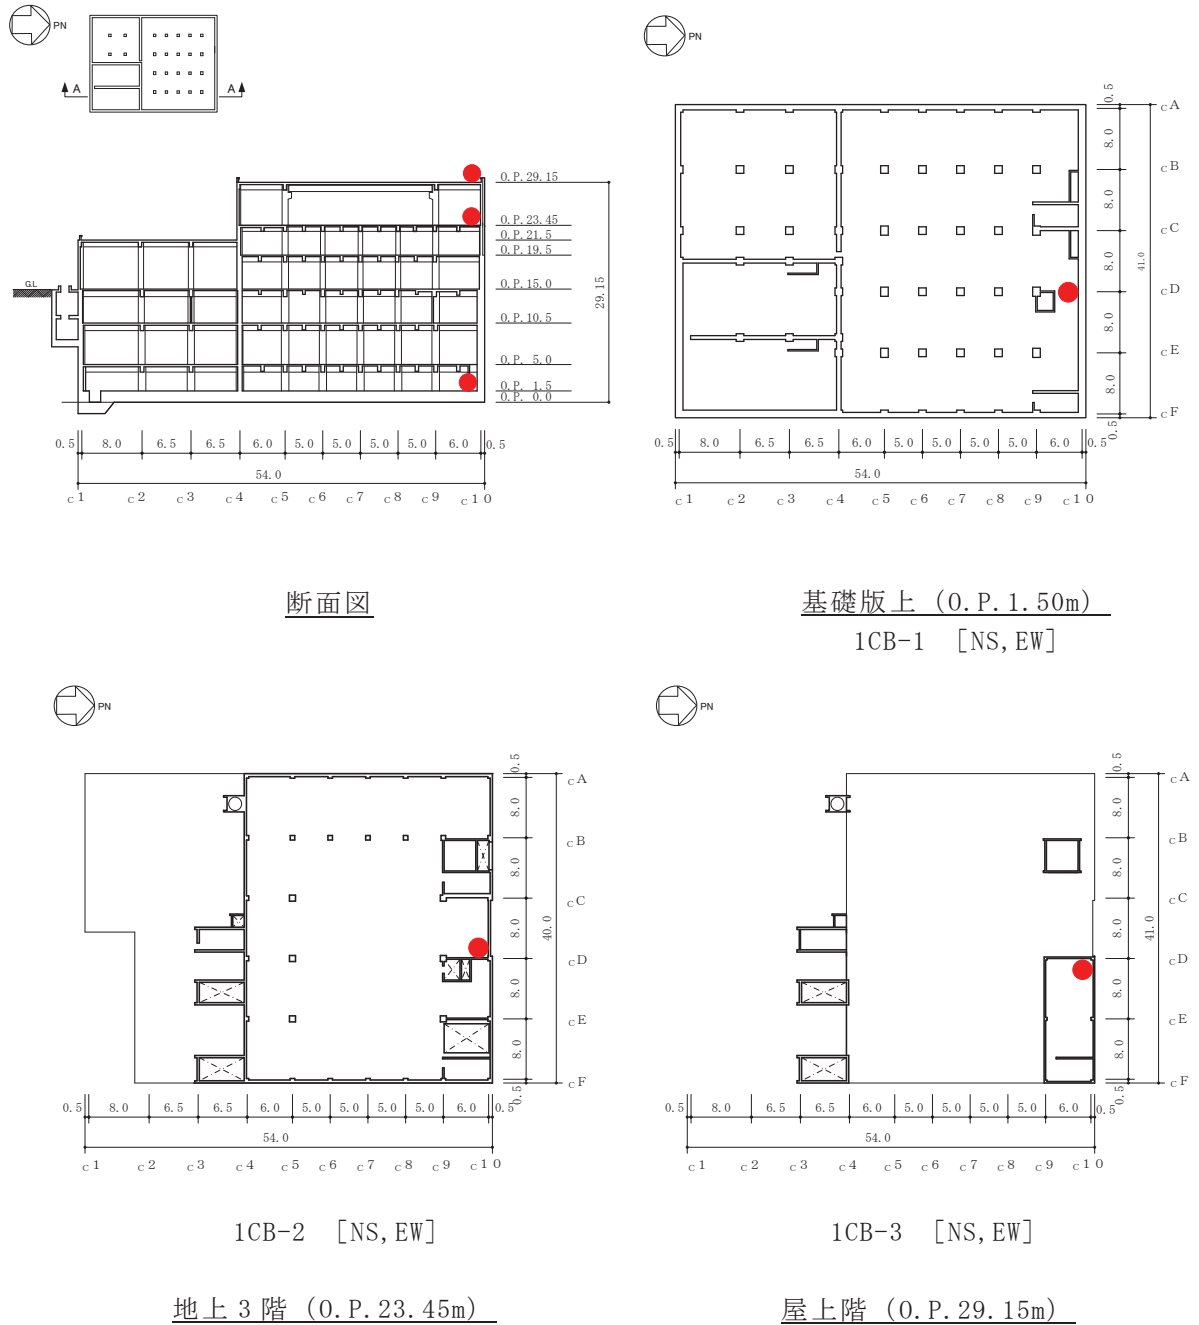 PN
A A
O.P.29.15
O.P.23.45
O.P.21.5
O.P.19.5
O.P.15.0
O.P.10.5
O.P. 5.0
O.P. 1.5
O.P. 0.0
29.15
G.L
0.5 8.0 6.5 6.5 6.0 5.0 5.0 5.0 5.0 6.0 0.5
54.0
c1 c2 c3 c4 c5 c6 c7 c8 c9 c10
断面図
PN
0.5 8.0 8.0 8.0 8.0 8.0 0.5
41.0
cA
cB
cC
cD
cE
cF
0.5 8.0 6.5 6.5 6.0 5.0 5.0 5.0 5.0 6.0 0.5
54.0
c1 c2 c3 c4 c5 c6 c7 c8 c9 c10
基礎版上 (O.P.1.50m)
1CB-1 [NS,EW]
PN
0.5 8.0 8.0 8.0 8.0 8.0 0.5
40.0
cA
cB
cC
cD
cE
cF
0.5 8.0 6.5 6.5 6.0 5.0 5.0 5.0 5.0 6.0 0.5
54.0
c1 c2 c3 c4 c5 c6 c7 c8 c9 c10
1CB-2 [NS,EW]
地上3階 (O.P.23.45m)
PN
0.5 8.0 8.0 8.0 8.0 8.0 0.5
41.0
cA
cB
cC
cD
cE
cF
0.5 8.0 6.5 6.5 6.0 5.0 5.0 5.0 5.0 6.0 0.5
54.0
c1 c2 c3 c4 c5 c6 c7 c8 c9 c10
1CB-3 [NS,EW]
屋上階 (O.P.29.15m)